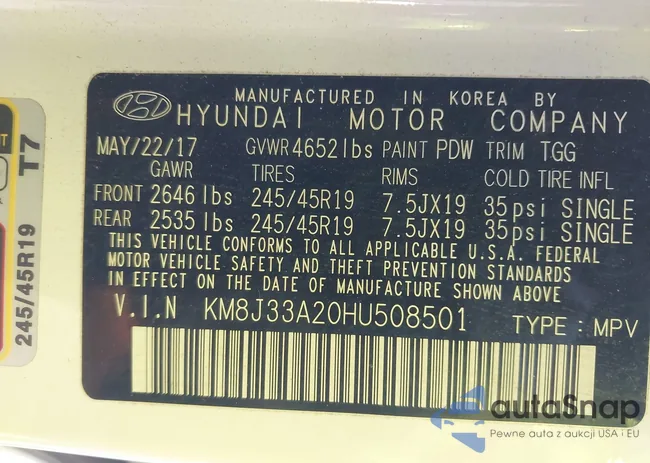 MANUFACTURED IN KOREA BY
HYUNDAI MOTOR COMPANY
MAY/22/17 GVWR 4652lbs PAINT PDW TRIM TGG
GAWR TIRES RIMS COLD TIRE INFL
FRONT 2646 lbs 245/45R19 7.5JX19 35psi SINGLE
REAR 2535 lbs 245/45R19 7.5JX19 35psi SINGLE
THIS VEHICLE CONFORMS TO ALL APPLICABLE U.S.A. FEDERAL
MOTOR VEHICLE SAFETY AND THEFT PREVENTION STANDARDS
IN EFFECT ON THE DATE OF MANUFACTURE SHOWN ABOVE
V.I.N KM8J33A20HU508501 TYPE : MPV
245/45R19 T7
autaSnap
Pewne auta z aukcji USA i EU